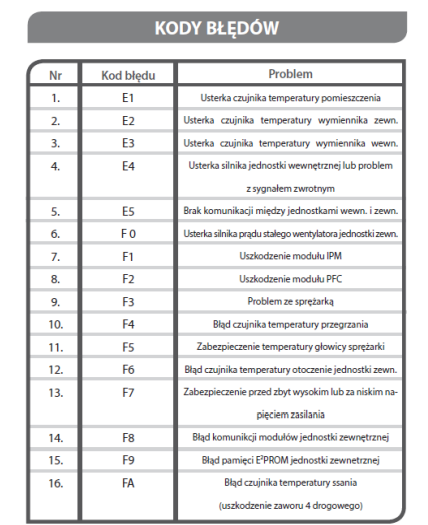 KODY BŁĘDÓW
Nr Kod błędu Problem
1. E1 Usterka czujnika temperatury pomieszczenia
2. E2 Usterka czujnika temperatury wymiennika zewn.
3. E3 Usterka czujnika temperatury wymiennika wewn.
4. E4 Usterka silnika jednostki wewnętrznej lub problem
z sygnałem zwrotnym
5. E5 Brak komunikacji między jednostkami wewn. i zewn.
6. F 0 Usterka silnika prądu stałego wentylatora jednostki zewn.
7. F1 Uszkodzenie modułu IPM
8. F2 Uszkodzenie modułu PFC
9. F3 Problem ze sprężarką
10. F4 Błąd czujnika temperatury przegrzania
11. F5 Zabezpieczenie temperatury głowicy sprężarki
12. F6 Błąd czujnika temperatury otoczenie jednostki zewn.
13. F7 Zabezpieczenie przed zbyt wysokim lub za niskim na-
pięciem zasilania
14. F8 Błąd komunikcji modułów jednostki zewnętrznej
15. F9 Błąd pamięci E²PROM jednostki zewnetrznej
16. FA Błąd czujnika temperatury ssania
(uszkodzenie zaworu 4 drogowego)